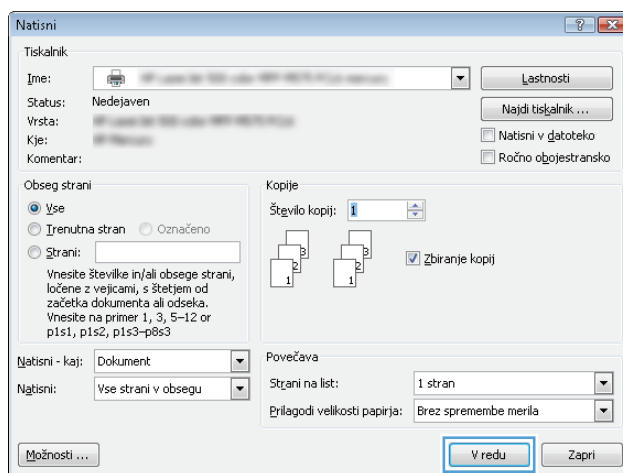 Natisni
Tiskalnik
Ime:
Lastnosti
Status: Nedejaven
Najdi tiskalnik ...
Vrsta:
Natisni v datoteko
Kje:
Komentar:
Ročno obojestransko
Obseg strani
Kopije
Vse
Število kopij: 1
Trenutna stran Označeno
Strani:
Zbiranje kopij
Vnesite številke in/ali obsege strani,
ločene z vejicami, s štetjem od
začetka dokumenta ali odseka.
Vnesite na primer 1, 3, 5–12 or
p1s1, p1s2, p1s3–p8s3
1 2 3
1 2 3
Natisni - kaj: Dokument
Natisni: Vse strani v obsegu
Povečava
Strani na list: 1 stran
Prilagodi velikosti papirja: Brez spremembe merila
Možnosti ...
V redu
Zapri